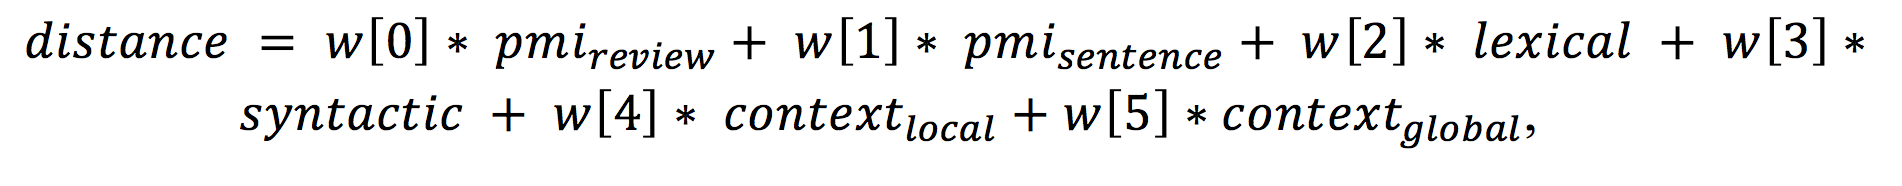 distance = w[0] * pmi_review + w[1] * pmi_sentence + w[2] * lexical + w[3] *
syntactic + w[4] * context_local + w[5] * context_global,